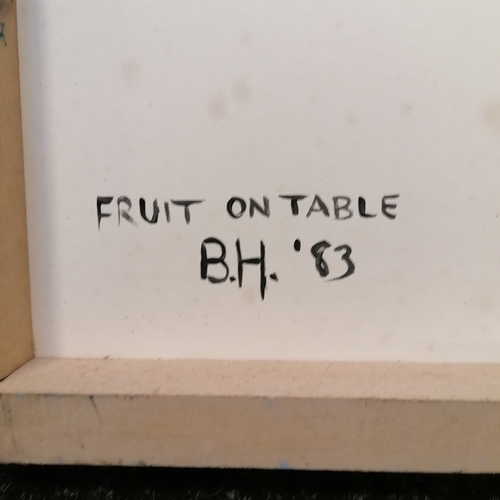 FRUIT ON TABLE
B.H. '83